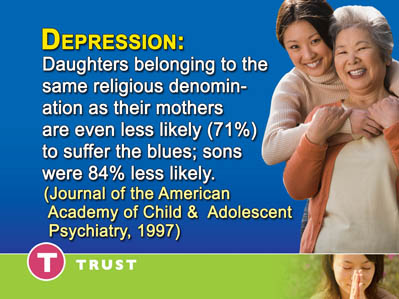 DEPRESSION:
Daughters belonging to the
same religious denomin-
ation as their mothers
are even less likely (71%)
to suffer the blues; sons
were 84% less likely.
(Journal of the American
Academy of Child & Adolescent
Psychiatry, 1997)
T TRUST